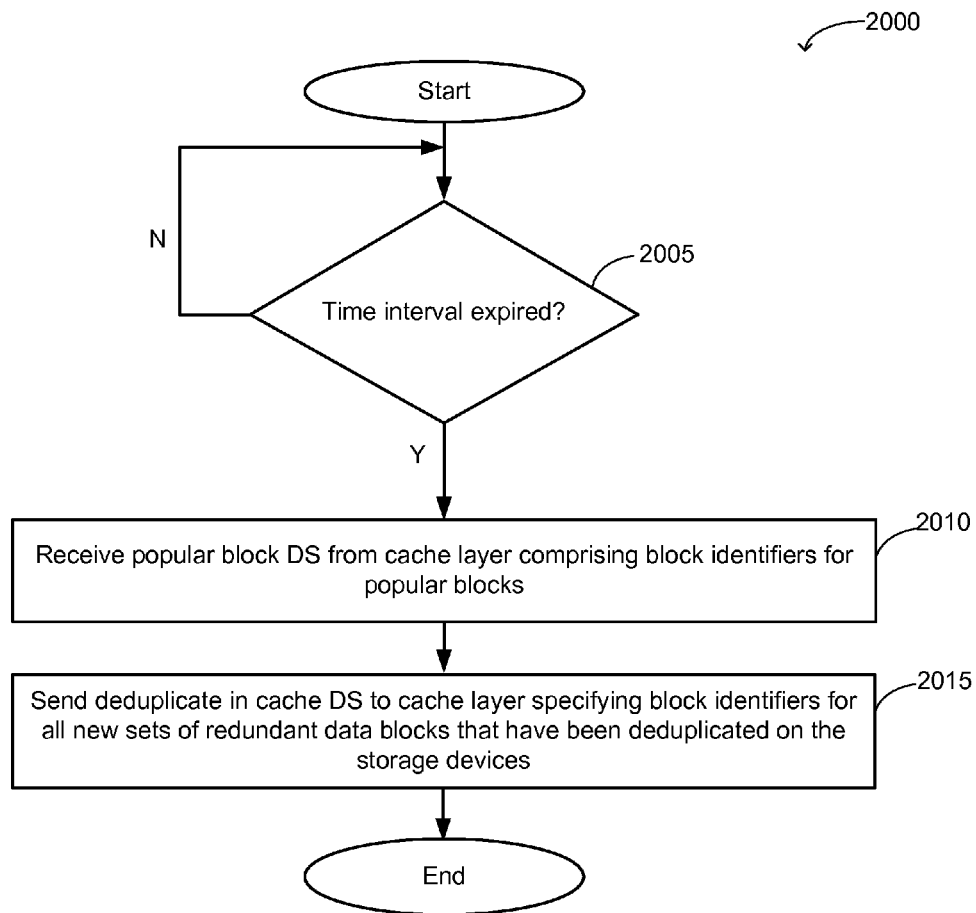 2000
Start
N
2005
Time interval expired?
Y
2010
Receive popular block DS from cache layer comprising block identifiers for
popular blocks
2015
Send deduplicate in cache DS to cache layer specifying block identifiers for
all new sets of redundant data blocks that have been deduplicated on the
storage devices
End